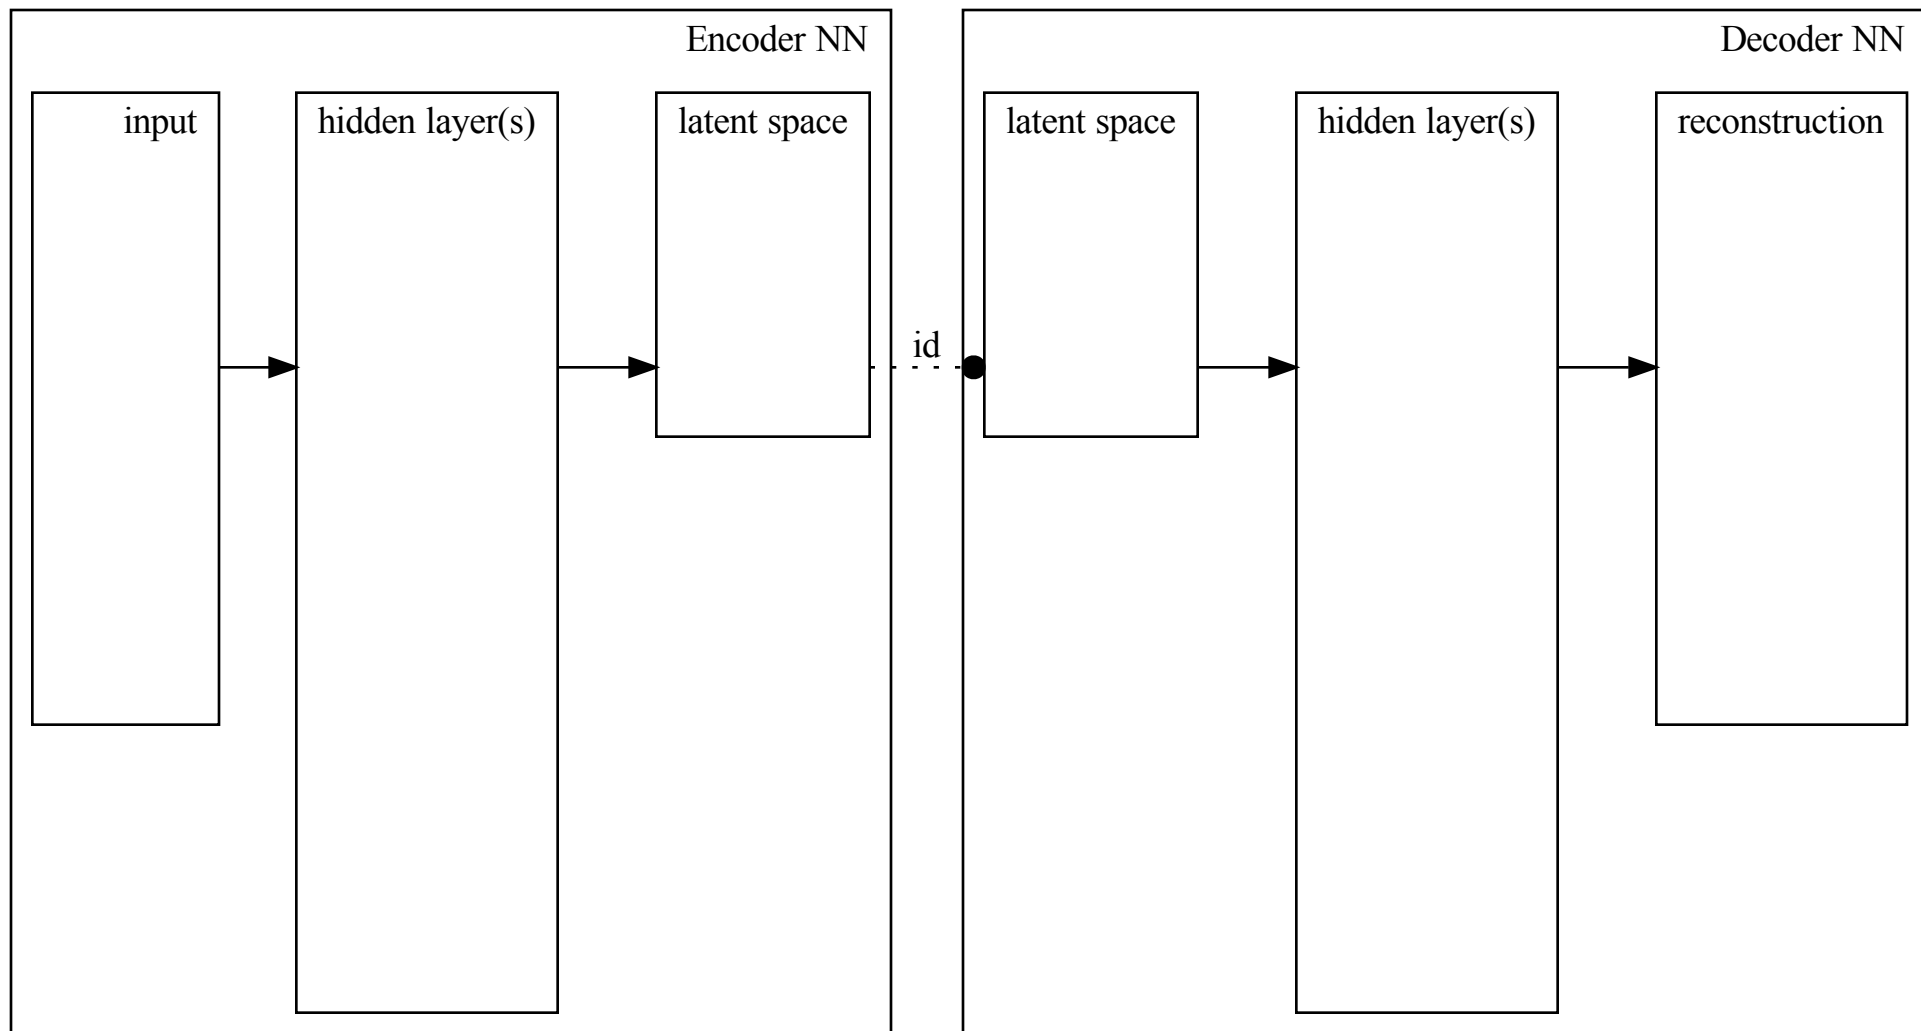 Encoder NN
input
hidden layer(s)
latent space
id
Decoder NN
latent space
hidden layer(s)
reconstruction